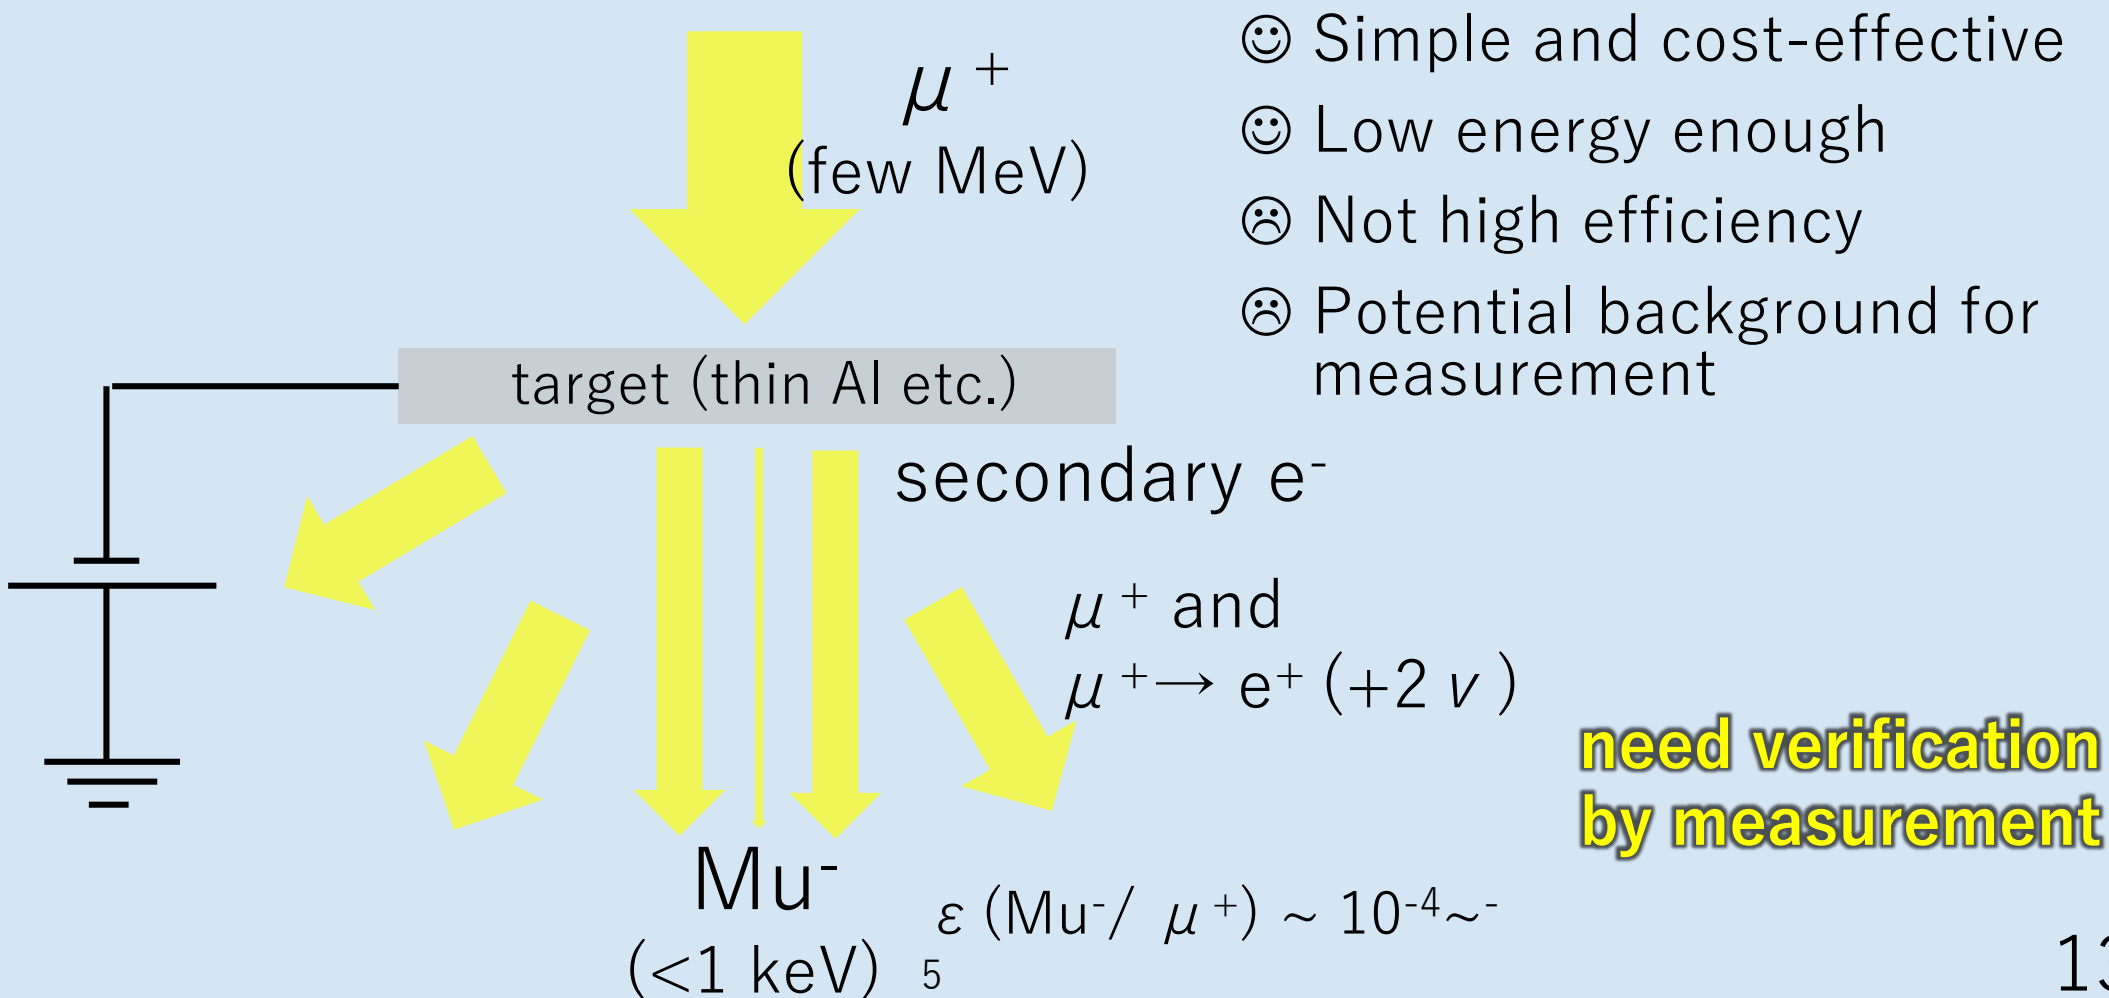 μ +
(few MeV)
☺ Simple and cost-effective
☺ Low energy enough
☹ Not high efficiency
☹ Potential background for
measurement
target (thin Al etc.)
secondary e⁻
μ ⁺ and
μ ⁺→ e⁺ (+2 ν )
need verification
by measurement
Mu⁻
(<1 keV)
ε (Mu⁻/ μ ⁺) ~ 10⁻⁴~⁻
5
13